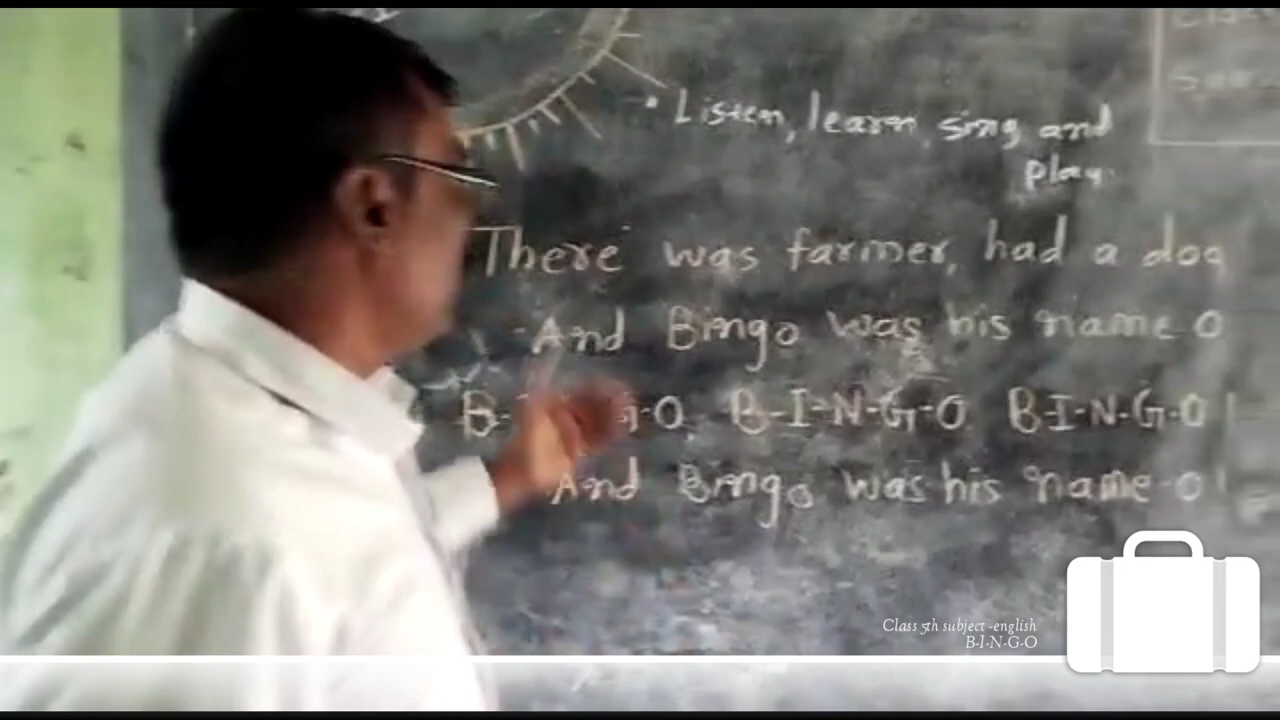 • Listen, learn, sing, and
play.
There was farmer, had a dog
And Bingo was his name-O
B- G-O, B-I-N-G-O B-I-N-G-O
And Bingo was his name-O
Class 5th subject -english
B-I-N-G-O